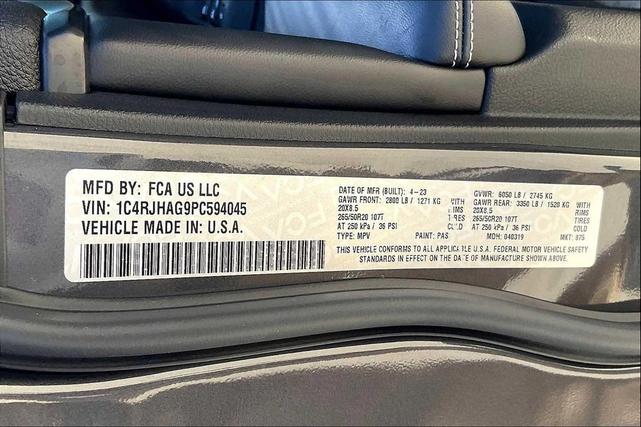 MFD BY: FCA US LLC
VIN: 1C4RJHAG9PC594045
VEHICLE MADE IN: U.S.A.
DATE OF MFR (BUILT): 4-23
GAWR FRONT: 2800 LB / 1271 KG WITH
20X8.5 RIMS
265/50R20 107T TIRES
AT 250 kPa / 36 PSI COLD
TYPE: MPV PAINT: PAS
GVWR: 6050 LB / 2745 KG
GAWR REAR: 3350 LB / 1520 KG WITH
20X8.5 RIMS
265/50R20 107T TIRES
AT 250 kPa / 36 PSI COLD
MDH: 040319 MKT: 875
THIS VEHICLE CONFORMS TO ALL APPLICABLE U.S.A. FEDERAL MOTOR VEHICLE SAFETY
STANDARDS IN EFFECT ON THE DATE OF MANUFACTURE SHOWN ABOVE.